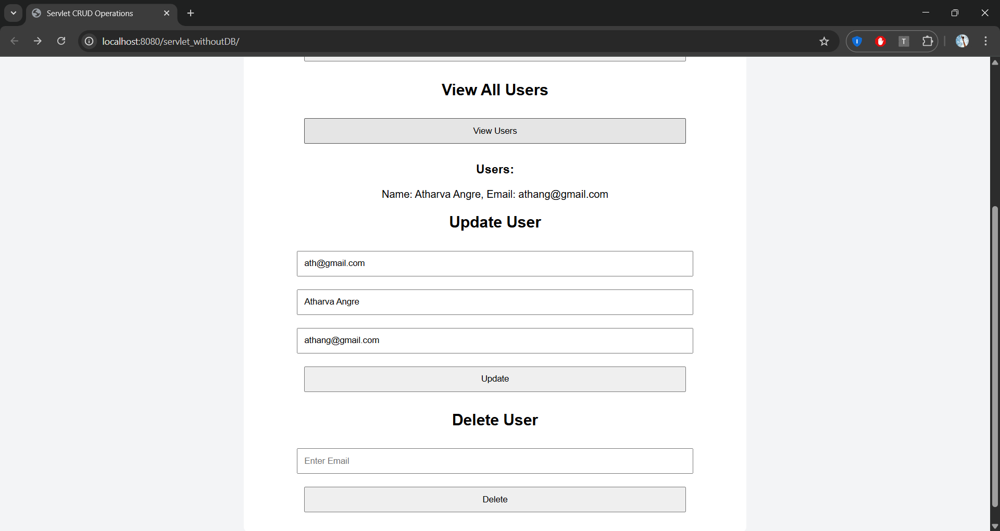 Servlet CRUD Operations
localhost:8080/servlet_withoutDB/
T
View All Users
View Users
Users:
Name: Atharva Angre, Email: athang@gmail.com
Update User
ath@gmail.com
Atharva Angre
athang@gmail.com
Update
Delete User
Enter Email
Delete